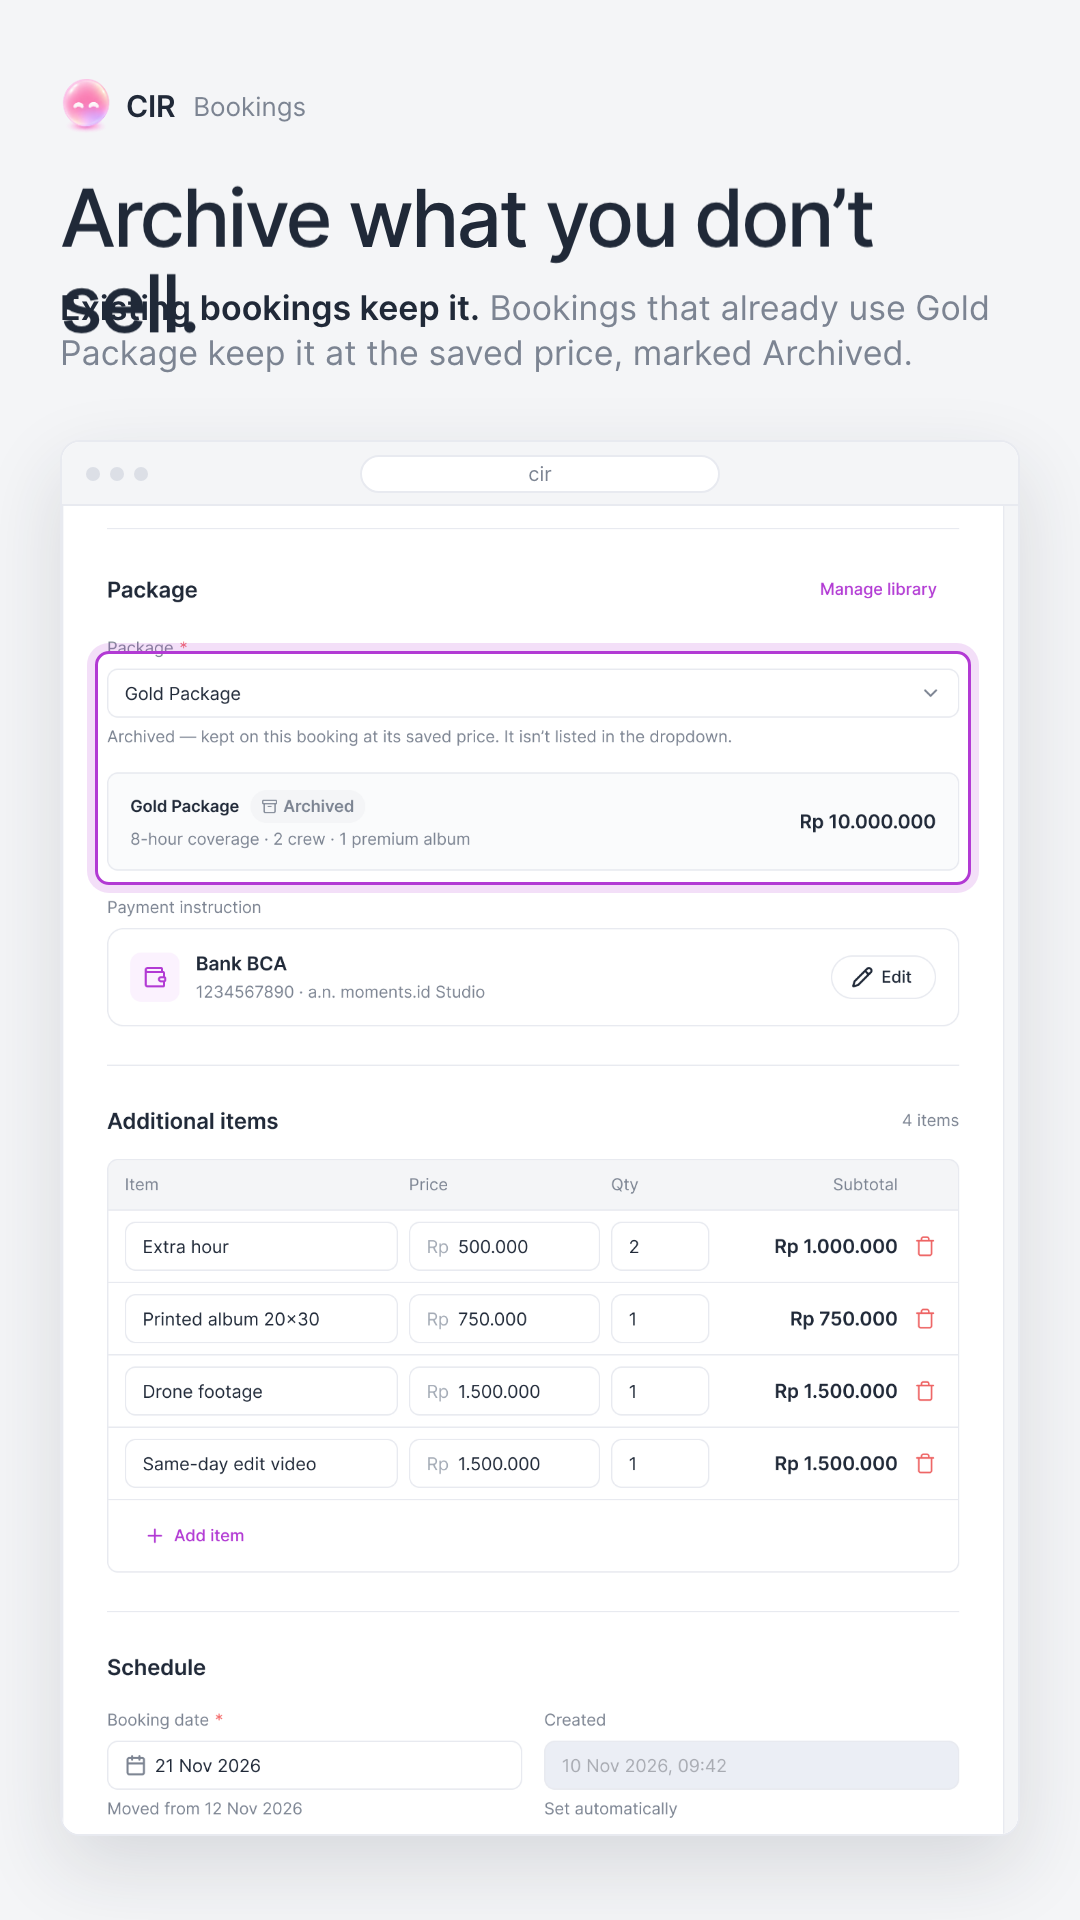 CIR Bookings
Archive what you don’t
sell.
Existing bookings keep it. Bookings that already use Gold
Package keep it at the saved price, marked Archived.
cir
Package
Manage library
Package *
Gold Package
Archived — kept on this booking at its saved price. It isn’t listed in the dropdown.
Gold Package Archived
8-hour coverage · 2 crew · 1 premium album
Rp 10.000.000
Payment instruction
Bank BCA
1234567890 · a.n. moments.id Studio
Edit
Additional items
4 items
Item Price Qty Subtotal
Extra hour Rp 500.000 2 Rp 1.000.000
Printed album 20×30 Rp 750.000 1 Rp 750.000
Drone footage Rp 1.500.000 1 Rp 1.500.000
Same-day edit video Rp 1.500.000 1 Rp 1.500.000
+ Add item
Schedule
Booking date * Created
21 Nov 2026 10 Nov 2026, 09:42
Moved from 12 Nov 2026 Set automatically